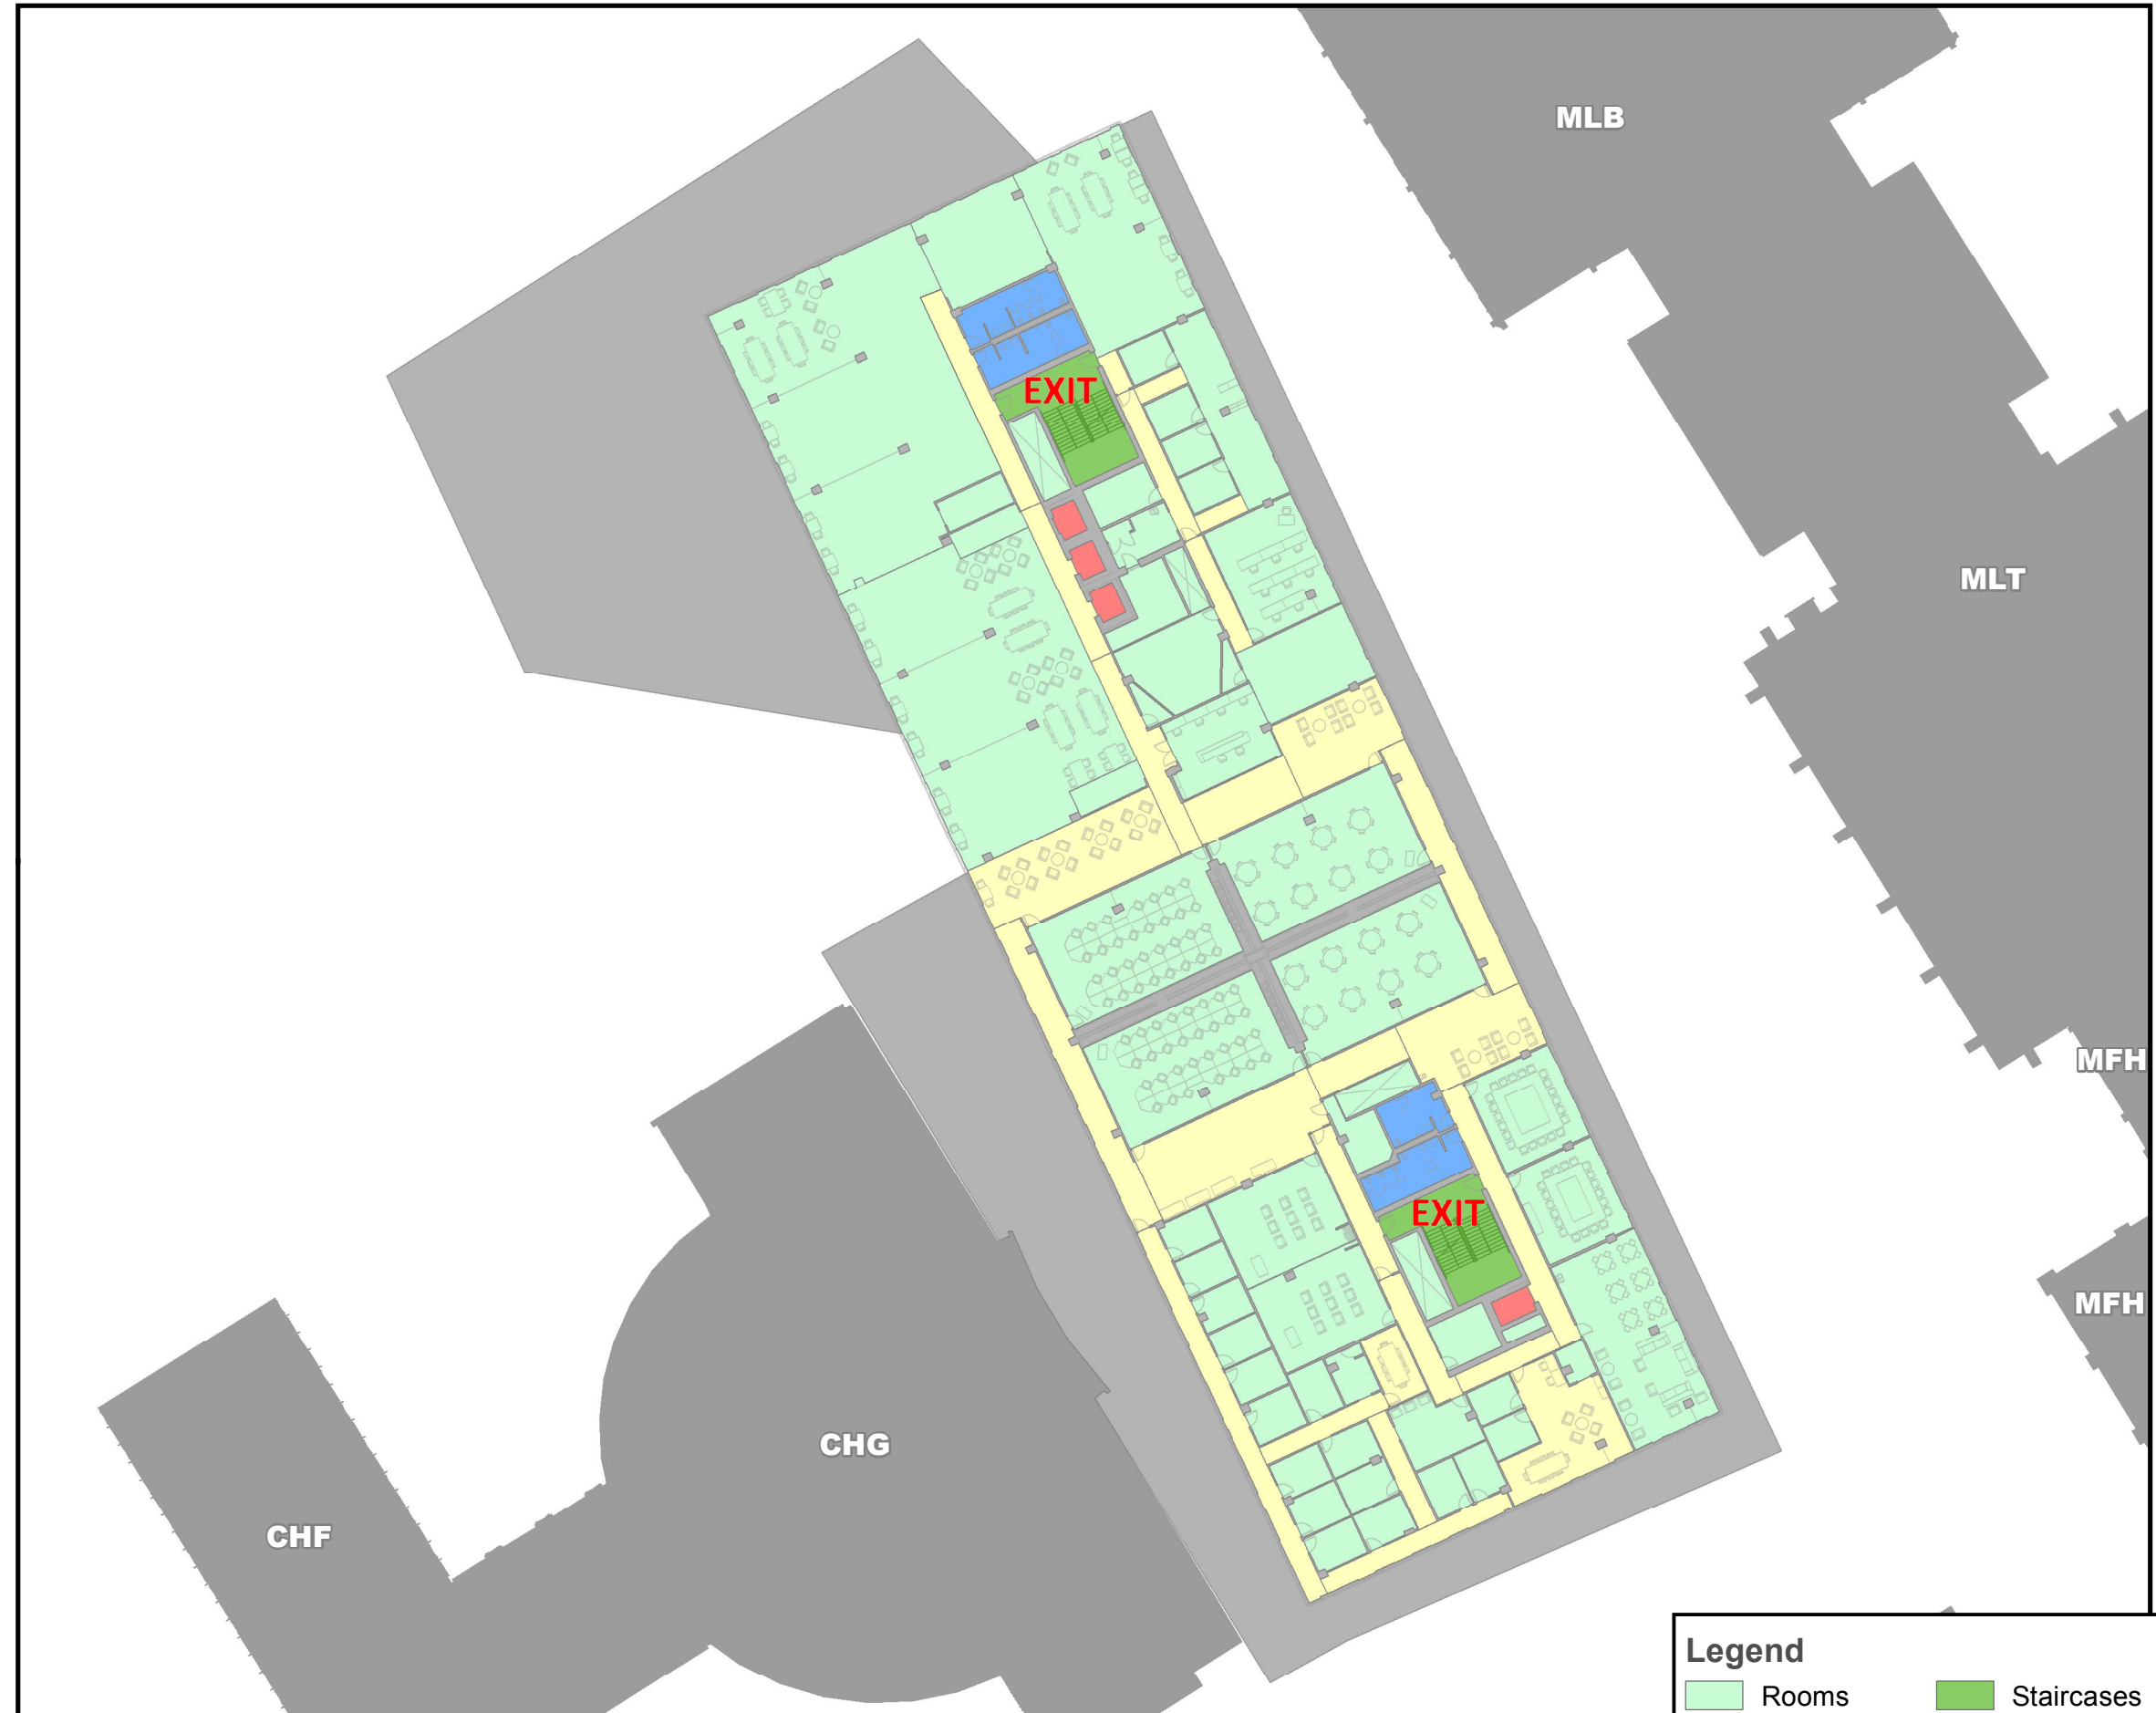 MLB
EXIT
MLT
MFH
EXIT
MFH
CHG
CHF
Legend
Rooms
Staircases